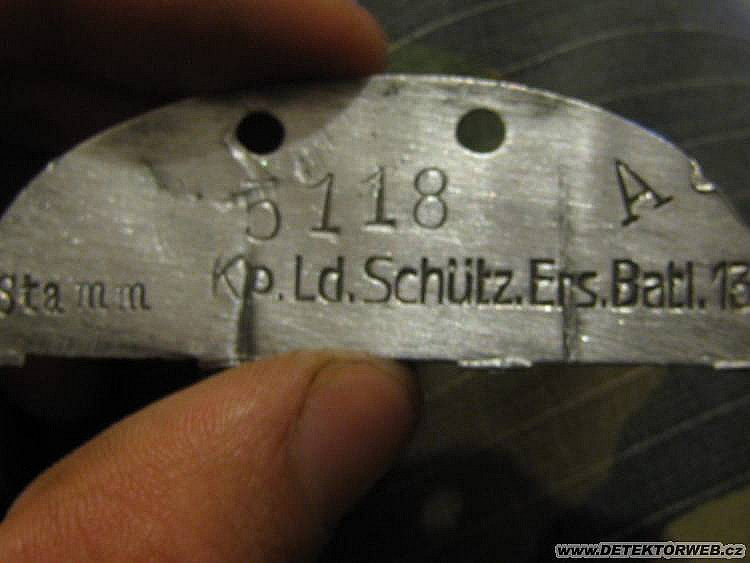 5118 A
Stamm Kp. Ld. Schütz. Ers. Batl. 13
www.DETEKTORWEB.cz